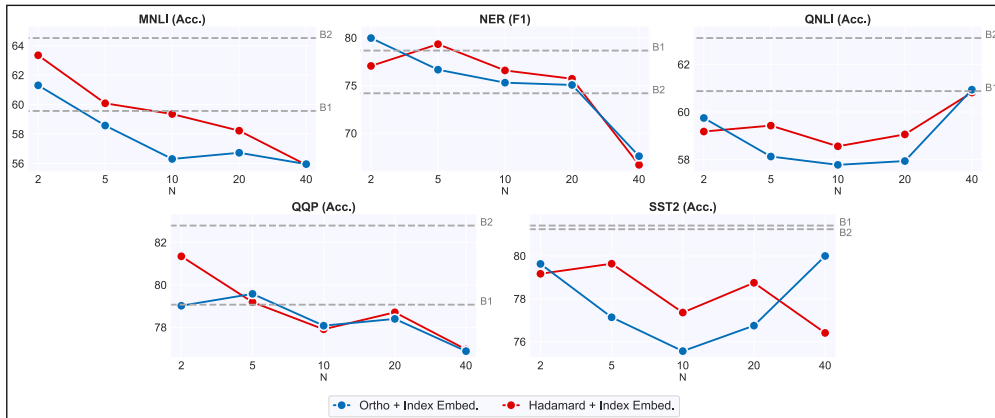 MNLI (Acc.)
64
62
60
58
56
B2
B1
2
5
10
20
40
N
NER (F1)
80
75
70
B1
B2
2
5
10
20
40
N
QNLI (Acc.)
62
60
58
B2
B1
2
5
10
20
40
N
QQP (Acc.)
82
80
78
B2
B1
2
5
10
20
40
N
SST2 (Acc.)
80
78
76
B1
B2
2
5
10
20
40
N
Ortho + Index Embed.
Hadamard + Index Embed.